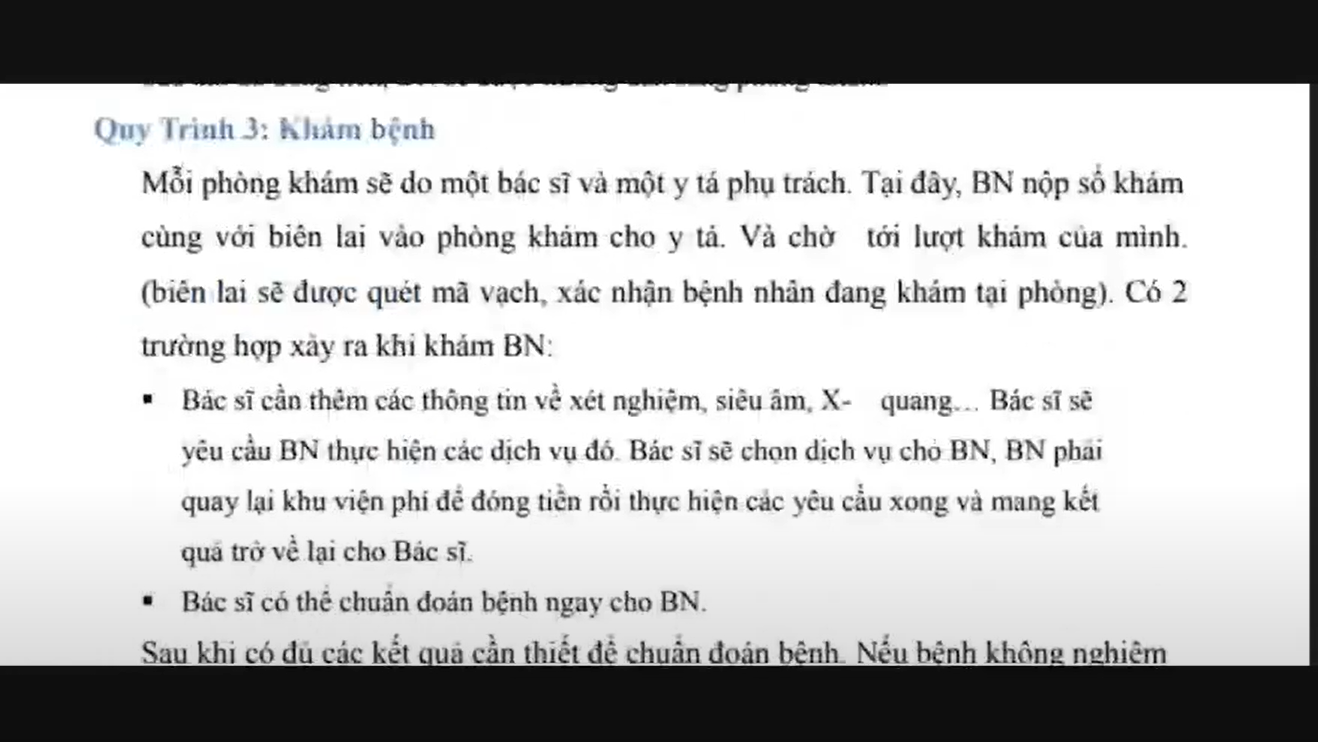 Quy Trình 3: Khám bệnh
Mỗi phòng khám sẽ do một bác sĩ và một y tá phụ trách. Tại đây, BN nộp sổ khám
cùng với biên lai vào phòng khám cho y tá. Và chờ tới lượt khám của mình.
(biên lai sẽ được quét mã vạch, xác nhận bệnh nhân đang khám tại phòng). Có 2
trường hợp xảy ra khi khám BN:
▪ Bác sĩ cần thêm các thông tin về xét nghiệm, siêu âm, X- quang... Bác sĩ sẽ
yêu cầu BN thực hiện các dịch vụ đó. Bác sĩ sẽ chọn dịch vụ cho BN, BN phải
quay lại khu viện phí để đóng tiền rồi thực hiện các yêu cầu xong và mang kết
quả trở về lại cho Bác sĩ.
▪ Bác sĩ có thể chuẩn đoán bệnh ngay cho BN.
Sau khi có đủ các kết quả cần thiết để chuẩn đoán bệnh. Nếu bệnh không nghiêm